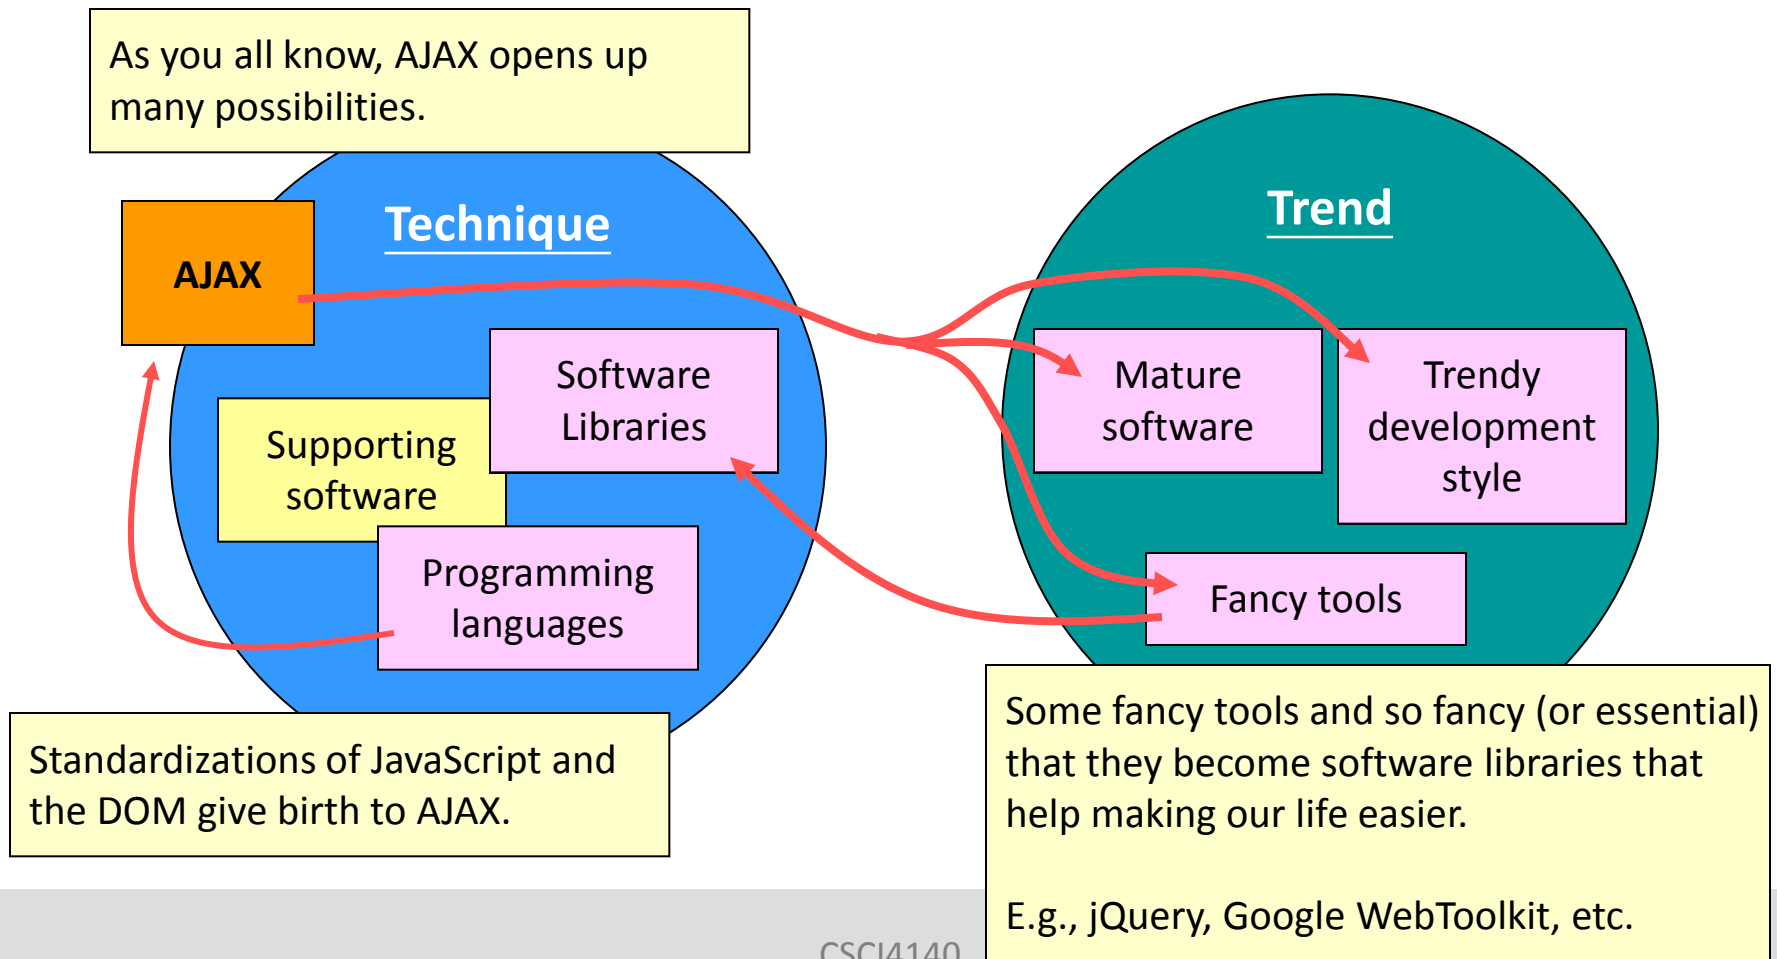 As you all know, AJAX opens up
many possibilities.
Technique
AJAX
Software
Libraries
Supporting
software
Programming
languages
Standardizations of JavaScript and
the DOM give birth to AJAX.
Trend
Mature
software
Trendy
development
style
Fancy tools
Some fancy tools and so fancy (or essential)
that they become software libraries that
help making our life easier.
E.g., jQuery, Google WebToolkit, etc.
CSCI4140